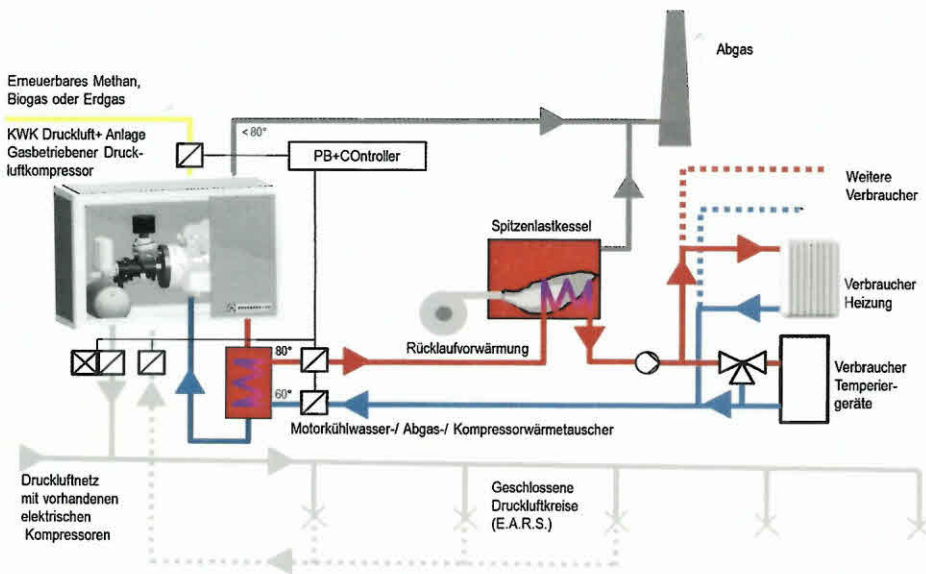 Abgas
Erneuerbares Methan,
Biogas oder Erdgas
<80°
KWK Druckluft+ Anlage
Gasbetriebener Druck-
luftkompressor
PB+COntroller
Weitere
Verbraucher
Spitzenlastkessel
Verbraucher
Heizung
Rücklaufvorwärmung
80°
60°
Verbraucher
Temperier-
geräte
Motorkühlwasser-/ Abgas-/ Kompressorwärmetauscher
Druckluftnetz
mit vorhandenen
elektrischen
Kompressoren
Geschlossene
Druckluftkreise
(E.A.R.S.)